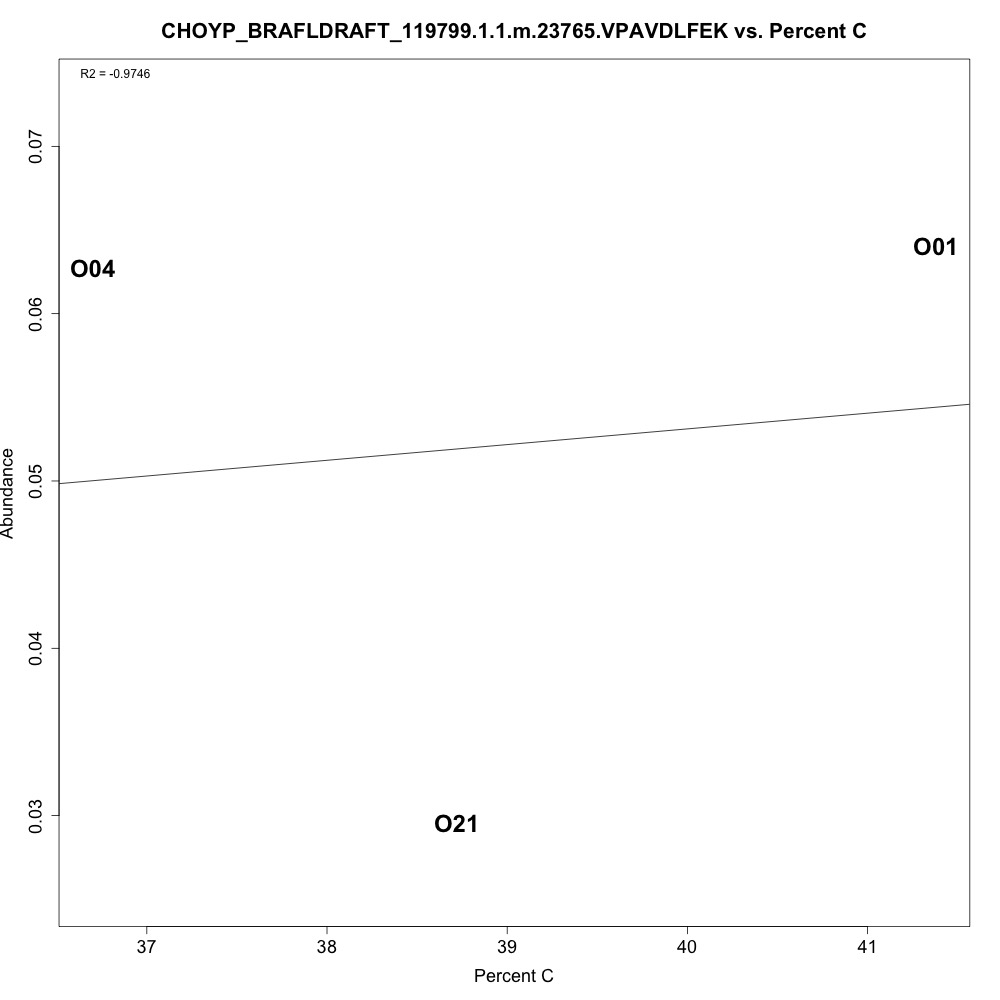 CHOYP_BRAFLDRAFT_119799.1.1.m.23765.VPAVDLFEK vs. Percent C
R2 = -0.9746
0.07
O01
O04
0.06
0.05
Abundance
0.04
0.03
O21
37 38 39 40 41
Percent C